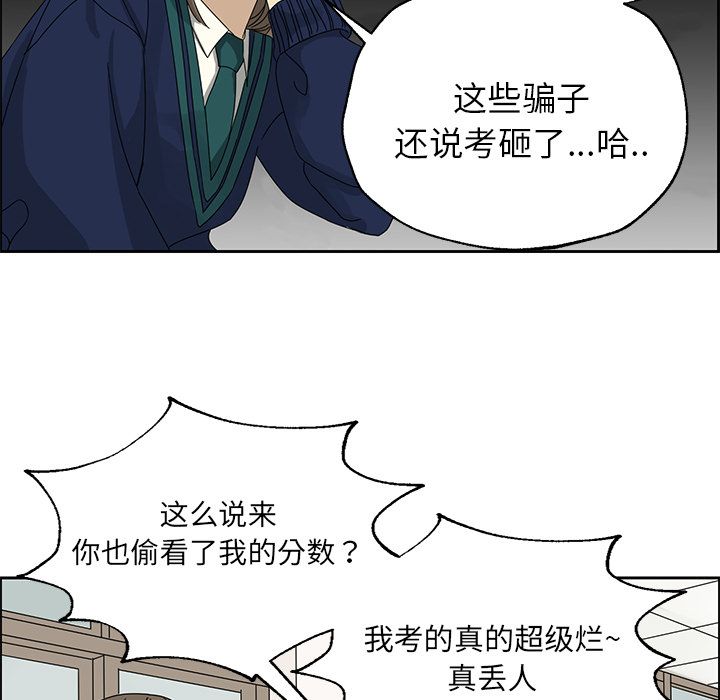 这些骗子
还说考砸了...哈..
这么说来
你也偷看了我的分数？
我考的真的超级烂~
真丢人